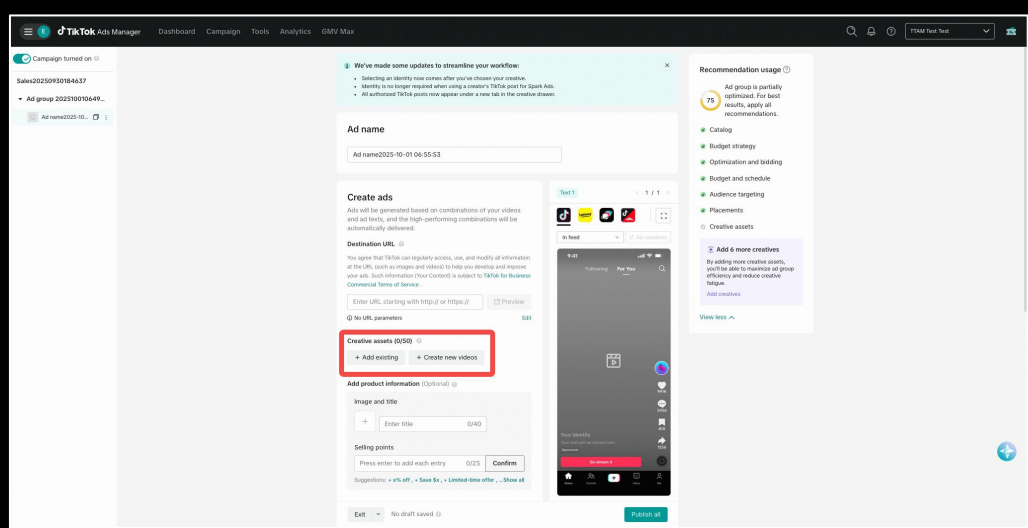 E TikTok Ads Manager Dashboard Campaign Tools Analytics GMV Max TTAM Test Test
Campaign turned on
Sales20250930184637
Ad group 202510010649...
Ad name2025-10...
We've made some updates to streamline your workflow:
Selecting an identity now comes after you've chosen your creative.
Identity is no longer required when using a creator's TikTok post for Spark Ads.
All authorized TikTok posts now appear under a new tab in the creative drawer.
Ad name
Ad name2025-10-01 06:55:53
Create ads
Ads will be generated based on combinations of your videos
and ad texts, and the high-performing combinations will be
automatically delivered.
Destination URL
You agree that TikTok can regularly access, use, and modify all information
at the URL (such as images and videos) to help you develop and improve
your ads. Such information (Your Content) is subject to TikTok for Business
Commercial Terms of Service .
Enter URL starting with http:// or https:// Preview
No URL parameters Edit
Creative assets (0/50)
+ Add existing + Create new videos
Add product information (Optional)
Image and title
+ Enter title 0/40
Selling points
Press enter to add each entry 0/25 Confirm
Suggestions: + x% off , + Save $x , + Limited-time offer , ... Show all
Exit No draft saved Publish all
Text 1 1 / 1
In feed
9:41
Following For You
Your identity
Your text will be shown here
Sponsored
Recommendation usage
75
Ad group is partially
optimized. For best
results, apply all
recommendations.
Catalog
Budget strategy
Optimization and bidding
Budget and schedule
Audience targeting
Placements
Creative assets
Add 6 more creatives
By adding more creative assets,
you'll be able to maximize ad group
efficiency and reduce creative
fatigue.
Add creatives
View less